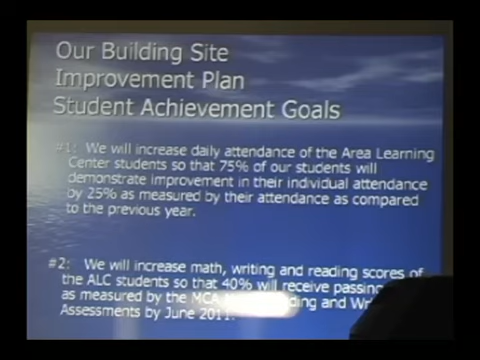 Our Building Site
Improvement Plan
Student Achievement Goals
#1: We will increase daily attendance of the Area Learning
Center students so that 75% of our students will
demonstrate improvement in their individual attendance
by 25% as measured by their attendance as compared
to the previous year.
#2: We will increase math, writing and reading scores of
the ALC students so that 40% will receive passing
as measured by the MCA and
Assessments by June 2011.